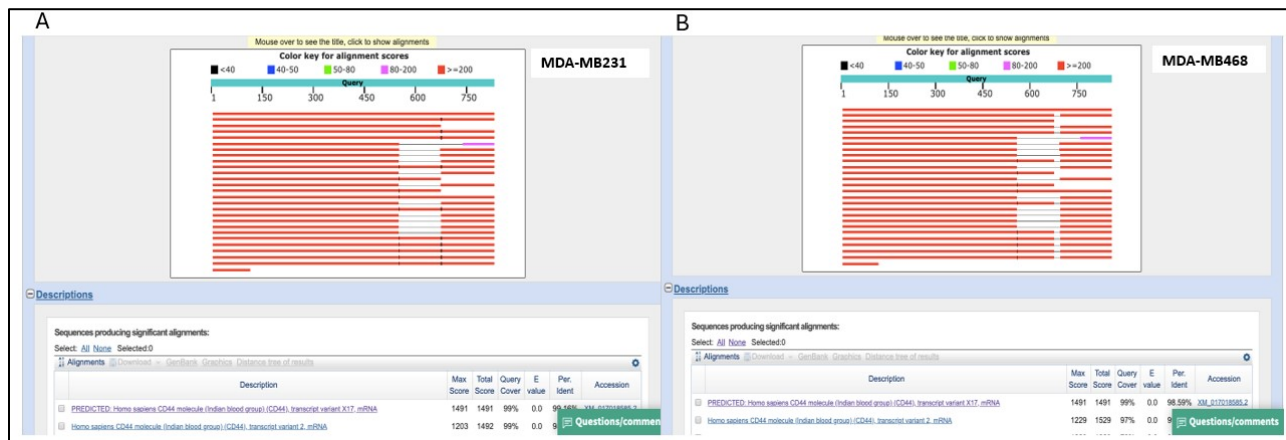 A
Mouse over to see the title, click to show alignments
Color key for alignment scores
<40 40-50 50-80 80-200 >=200
Query
1 150 300 450 600 750
MDA-MB231
Descriptions
Sequences producing significant alignments:
Select: All None Selected:0
Alignments Download GenBank Graphics Distance tree of results
Description Max Score Total Score Query Cover E value Per. Ident Accession
PREDICTED: Homo sapiens CD44 molecule (Indian blood group) (CD44), transcript variant X17, mRNA 1491 1491 99% 0.0 99.16% XM_017018585.2
Homo sapiens CD44 molecule (Indian blood group) (CD44), transcript variant 2, mRNA 1203 1492 99% 0.0
Questions/comments
B
Mouse over to see the title, click to show alignments
Color key for alignment scores
<40 40-50 50-80 80-200 >=200
Query
1 150 300 450 600 750
MDA-MB468
Descriptions
Sequences producing significant alignments:
Select: All None Selected:0
Alignments Download GenBank Graphics Distance tree of results
Description Max Score Total Score Query Cover E value Per. Ident Accession
PREDICTED: Homo sapiens CD44 molecule (Indian blood group) (CD44), transcript variant X17, mRNA 1491 1491 99% 0.0 98.59% XM_017018585.2
Homo sapiens CD44 molecule (Indian blood group) (CD44), transcript variant 2, mRNA 1229 1529 97% 0.0
Questions/comments